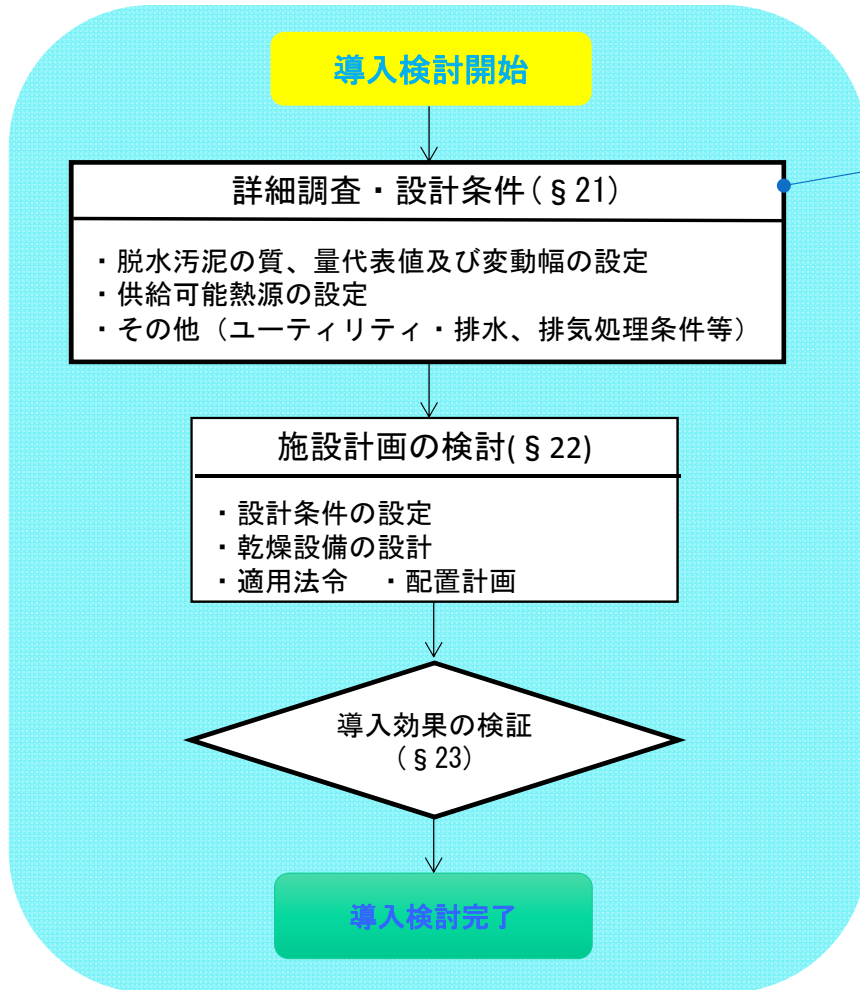 導入検討開始
詳細調査・設計条件(§21)
・脱水汚泥の質、量代表値及び変動幅の設定
・供給可能熱源の設定
・その他（ユーティリティ・排水、排気処理条件等）
施設計画の検討(§22)
・設計条件の設定
・乾燥設備の設計
・適用法令　・配置計画
導入効果の検証
(§23)
導入検討完了